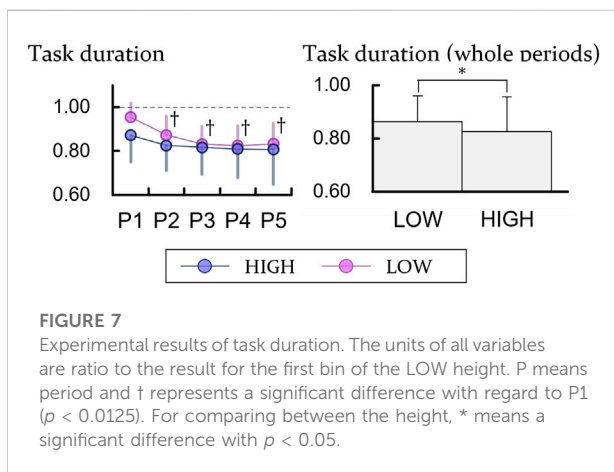 Task duration
1.00
0.80
0.60
†
†
†
†
P1 P2 P3 P4 P5
Task duration (whole periods)
1.00
0.80
0.60
*
LOW HIGH
HIGH LOW
FIGURE 7
Experimental results of task duration. The units of all variables
are ratio to the result for the first bin of the LOW height. P means
period and † represents a significant difference with regard to P1
(p < 0.0125). For comparing between the height, * means a
significant difference with p < 0.05.